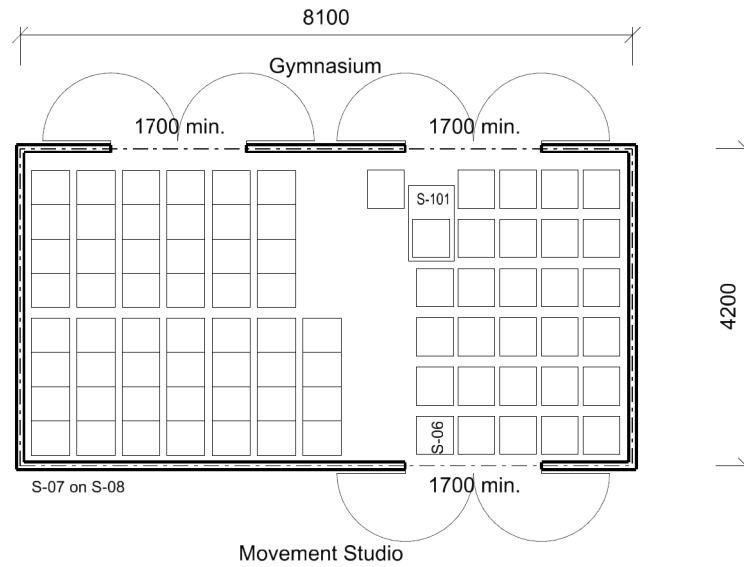 8100
Gymnasium
1700 min.
1700 min.
S-101
4200
S-06
S-07 on S-08
1700 min.
Movement Studio